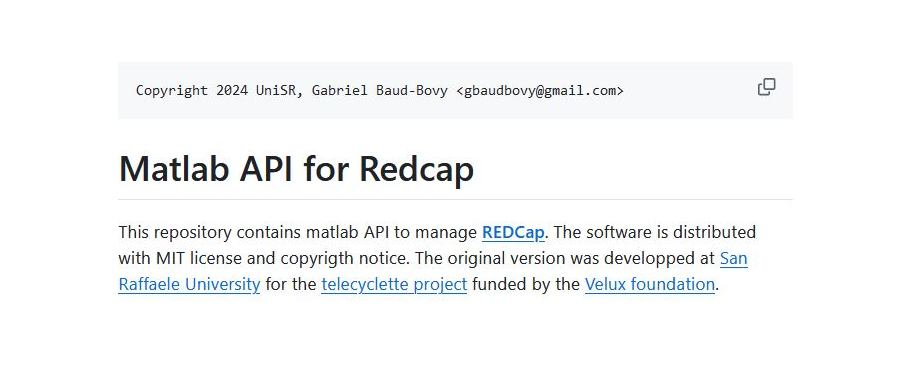 Copyright 2024 UniSR, Gabriel Baud-Bovy <gbaudbovy@gmail.com>
Matlab API for Redcap
This repository contains matlab API to manage REDCap. The software is distributed
with MIT license and copyrigth notice. The original version was developped at San
Raffaele University for the telecyclette project funded by the Velux foundation.